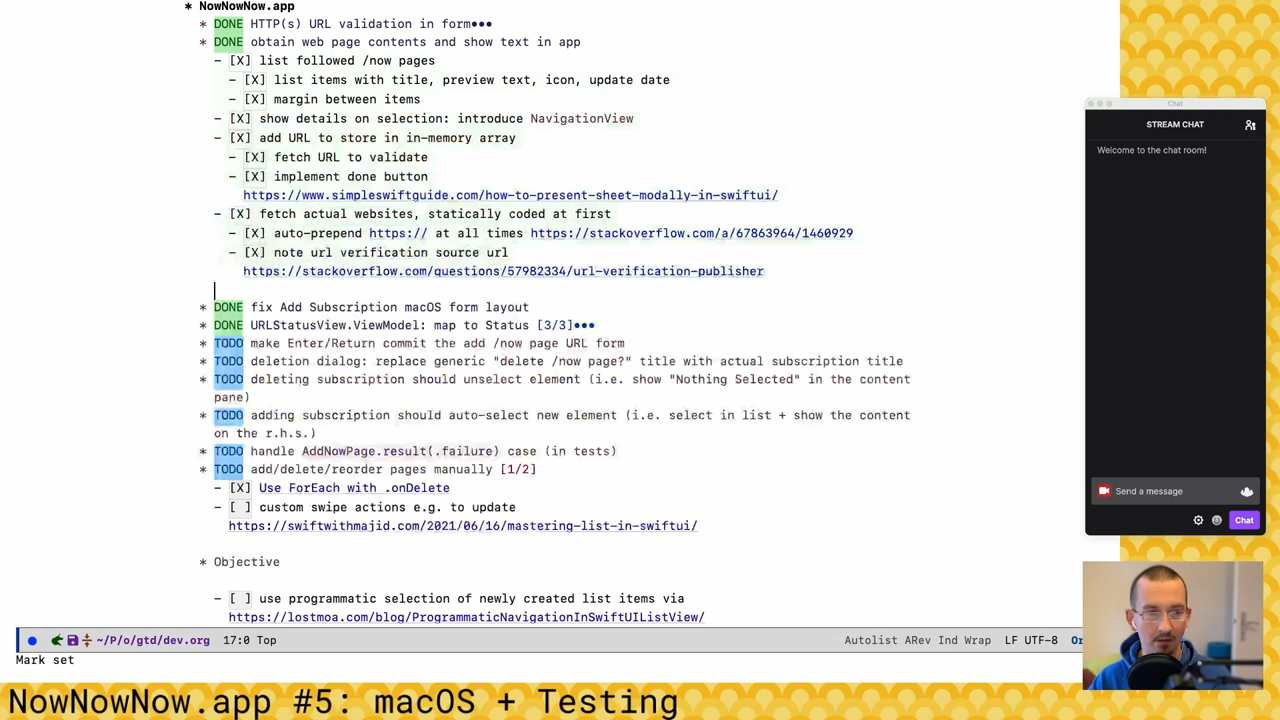 * NowNowNow.app
* DONE HTTP(s) URL validation in form•••
* DONE obtain web page contents and show text in app
- [X] list followed /now pages
- [X] list items with title, preview text, icon, update date
- [X] margin between items
- [X] show details on selection: introduce NavigationView
- [X] add URL to store in in-memory array
- [X] fetch URL to validate
- [X] implement done button
https://www.simpleswiftguide.com/how-to-present-sheet-modally-in-swiftui/
- [X] fetch actual websites, statically coded at first
- [X] auto-prepend https:// at all times https://stackoverflow.com/a/67863964/1460929
- [X] note url verification source url
https://stackoverflow.com/questions/57982334/url-verification-publisher
* DONE fix Add Subscription macOS form layout
* DONE URLStatusView.ViewModel: map to Status [3/3]•••
* TODO make Enter/Return commit the add /now page URL form
* TODO deletion dialog: replace generic "delete /now page?" title with actual subscription title
* TODO deleting subscription should unselect element (i.e. show "Nothing Selected" in the content
pane)
* TODO adding subscription should auto-select new element (i.e. select in list + show the content
on the r.h.s.)
* TODO handle AddNowPage.result(.failure) case (in tests)
* TODO add/delete/reorder pages manually [1/2]
- [X] Use ForEach with .onDelete
- [ ] custom swipe actions e.g. to update
https://swiftwithmajid.com/2021/06/16/mastering-list-in-swiftui/
* Objective
- [ ] use programmatic selection of newly created list items via
https://lostmoa.com/blog/ProgrammaticNavigationInSwiftUIListView/
~/P/o/gtd/dev.org 17:0 Top Autolist ARev Ind Wrap LF UTF-8 Or
Mark set
Chat
STREAM CHAT
Welcome to the chat room!
Send a message
Chat
NowNowNow.app #5: macOS + Testing